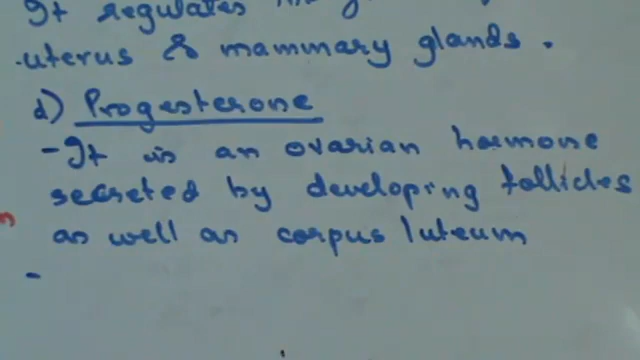 It regulates the
uterus & mammary glands.
d) Progesterone
- It is an ovarian hormone
secreted by developing follicles
as well as corpus luteum
-